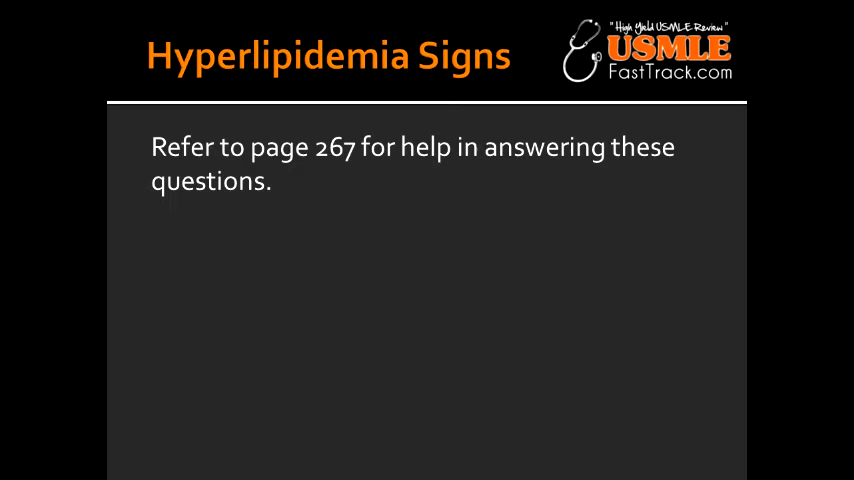 Hyperlipidemia Signs
"High Yield USMLE Review"
USMLE
FastTrack.com
Refer to page 267 for help in answering these
questions.